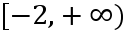 [−2, + ∞)